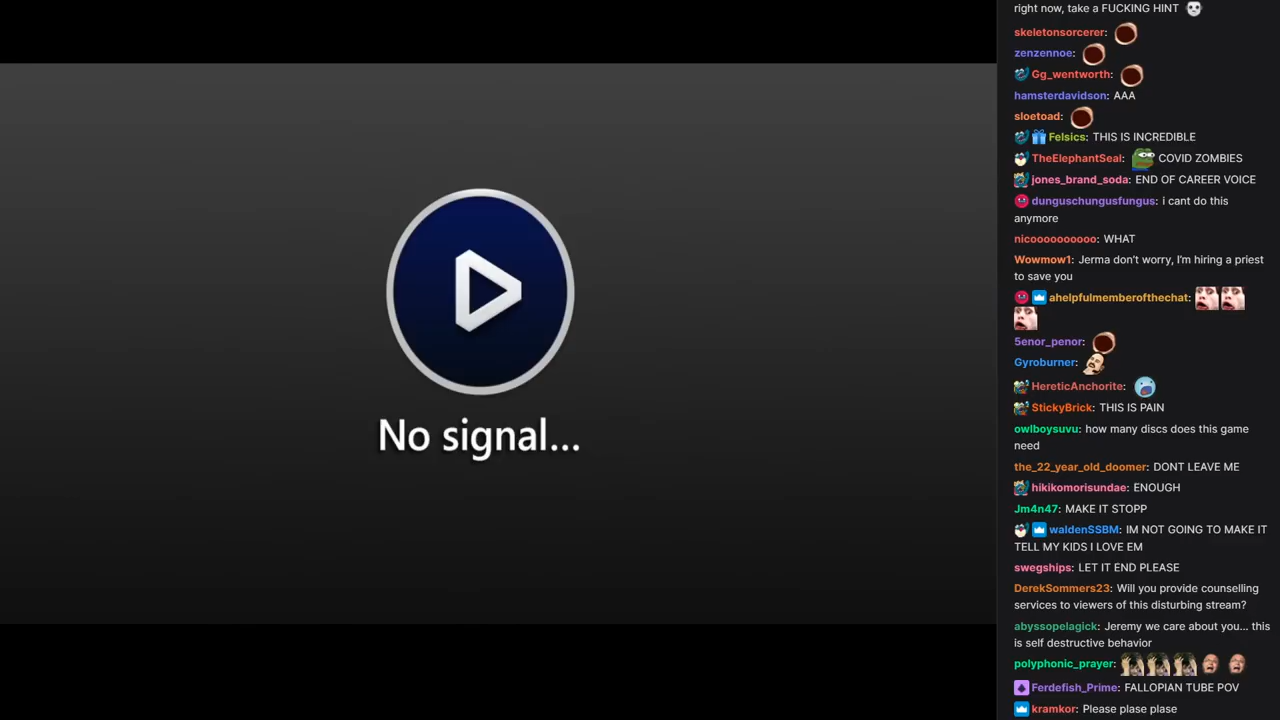 No signal...
right now, take a FUCKING HINT
skeletonsorcerer:
zenzennoe:
Gg_wentworth:
hamsterdavidson: AAA
sloetoad:
Felsics: THIS IS INCREDIBLE
TheElephantSeal: COVID ZOMBIES
jones_brand_soda: END OF CAREER VOICE
dunguschungusfungus: i cant do this
anymore
nicoooooooooo: WHAT
Wowmow1: Jerma don't worry, I'm hiring a priest
to save you
ahelpfulmemberofthechat:
5enor_penor:
Gyroburner:
HereticAnchorite:
StickyBrick: THIS IS PAIN
owlboysuvu: how many discs does this game
need
the_22_year_old_doomer: DONT LEAVE ME
hikikomorisundae: ENOUGH
Jm4n47: MAKE IT STOPP
waldenSSBM: IM NOT GOING TO MAKE IT
TELL MY KIDS I LOVE EM
swegships: LET IT END PLEASE
DerekSommers23: Will you provide counselling
services to viewers of this disturbing stream?
abyssopelagick: Jeremy we care about you... this
is self destructive behavior
polyphonic_prayer:
Ferdefish_Prime: FALLOPIAN TUBE POV
kramkor: Please plase plase